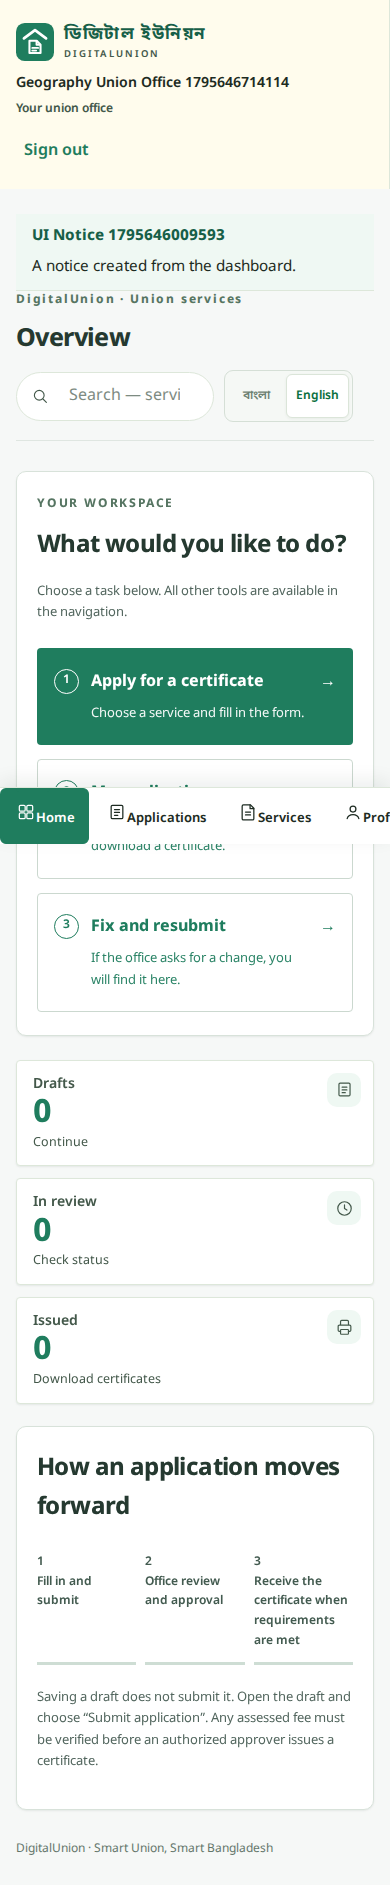 ডিজিটাল ইউনিয়ন
DIGITALUNION
Geography Union Office 1795646714114
Your union office
Sign out
UI Notice 1795646009593
A notice created from the dashboard.
DigitalUnion · Union services
Overview
Search — servi
বাংলা
English
YOUR WORKSPACE
What would you like to do?
Choose a task below. All other tools are available in
the navigation.
1
Apply for a certificate
→
Choose a service and fill in the form.
Home
Applications
Services
Prof
download a certificate.
3
Fix and resubmit
→
If the office asks for a change, you
will find it here.
Drafts
0
Continue
In review
0
Check status
Issued
0
Download certificates
How an application moves
forward
1
Fill in and
submit
2
Office review
and approval
3
Receive the
certificate when
requirements
are met
Saving a draft does not submit it. Open the draft and
choose “Submit application”. Any assessed fee must
be verified before an authorized approver issues a
certificate.
DigitalUnion · Smart Union, Smart Bangladesh